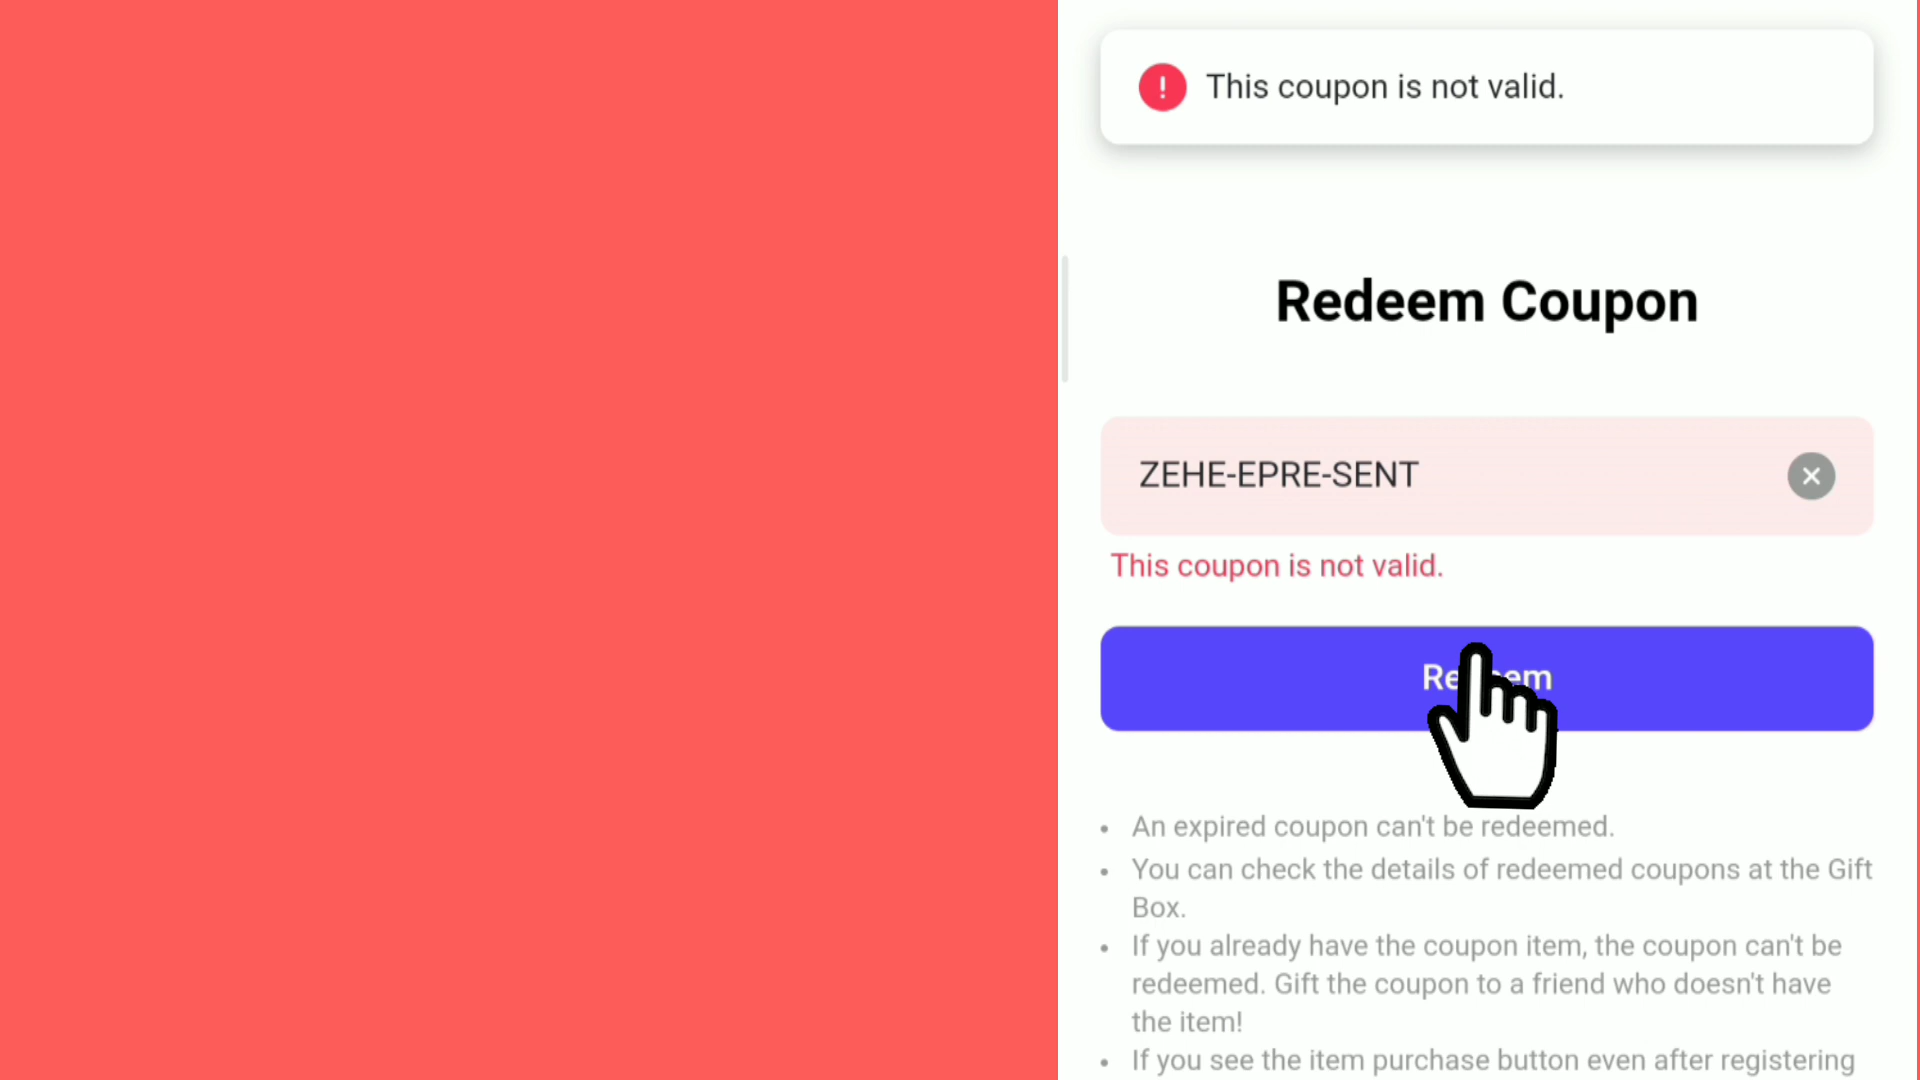 This coupon is not valid.
Redeem Coupon
ZEHE-EPRE-SENT
This coupon is not valid.
Redeem
• An expired coupon can't be redeemed.
• You can check the details of redeemed coupons at the Gift
Box.
• If you already have the coupon item, the coupon can't be
redeemed. Gift the coupon to a friend who doesn't have
the item!
• If you see the item purchase button even after registering